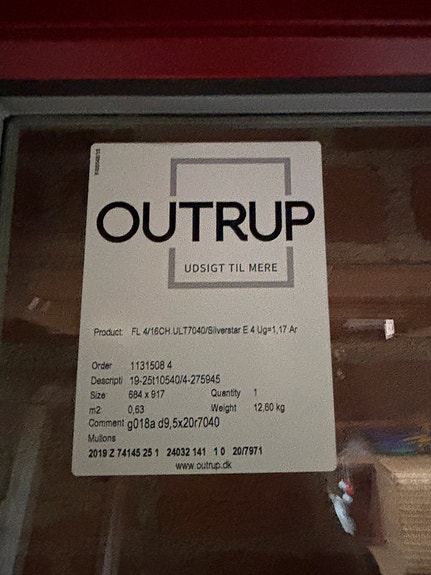 OUTRUP
UDSIGT TIL MERE
Product: FL 4/16CH.ULT7040/Silverstar E 4 Ug=1,17 Ar
Order 1131508 4
Descripti 19-25t10540/4-275945
Size 684 x 917 Quantity 1
m2 0,63 Weight 12,60 kg
Comment g018a d9,5x20r7040
Mullons
2019 Z 74145 25 1 24032 141 1 0 20/7971
www.outrup.dk